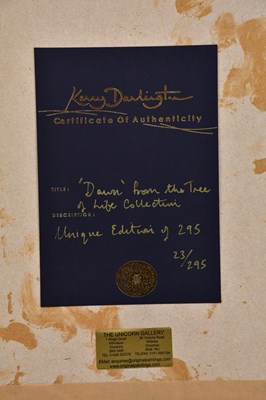 Kerry Darlington
Certificate Of Authenticity
TITLE: 'Dawn' from the Tree
of Life Collection
DESCRIPTION:
Unique Edition of 295
23/295
THE UNICORN GALLERY